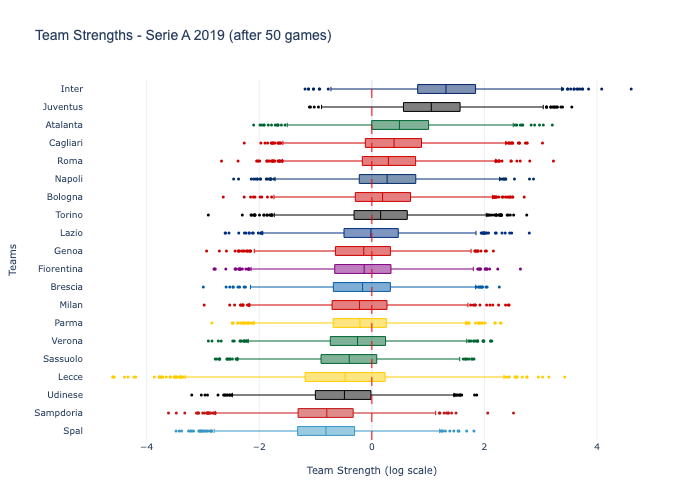 Team Strengths - Serie A 2019 (after 50 games)
Teams
Inter
Juventus
Atalanta
Cagliari
Roma
Napoli
Bologna
Torino
Lazio
Genoa
Fiorentina
Brescia
Milan
Parma
Verona
Sassuolo
Lecce
Udinese
Sampdoria
Spal
−4 −2 0 2 4
Team Strength (log scale)